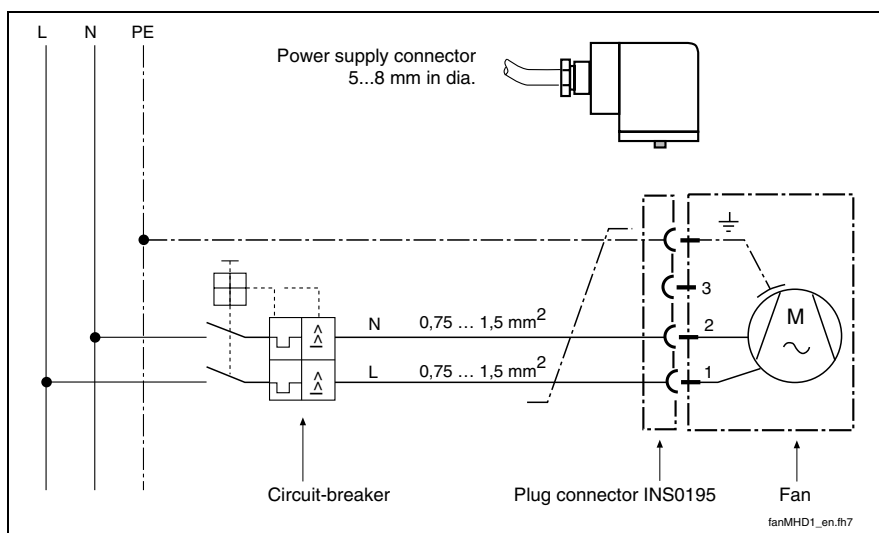 L N PE
Power supply connector
5...8 mm in dia.
3
N 0,75 ... 1,5 mm2 2
M
L 0,75 ... 1,5 mm2 1
Circuit-breaker Plug connector INS0195 Fan
fanMHD1_en.fh7